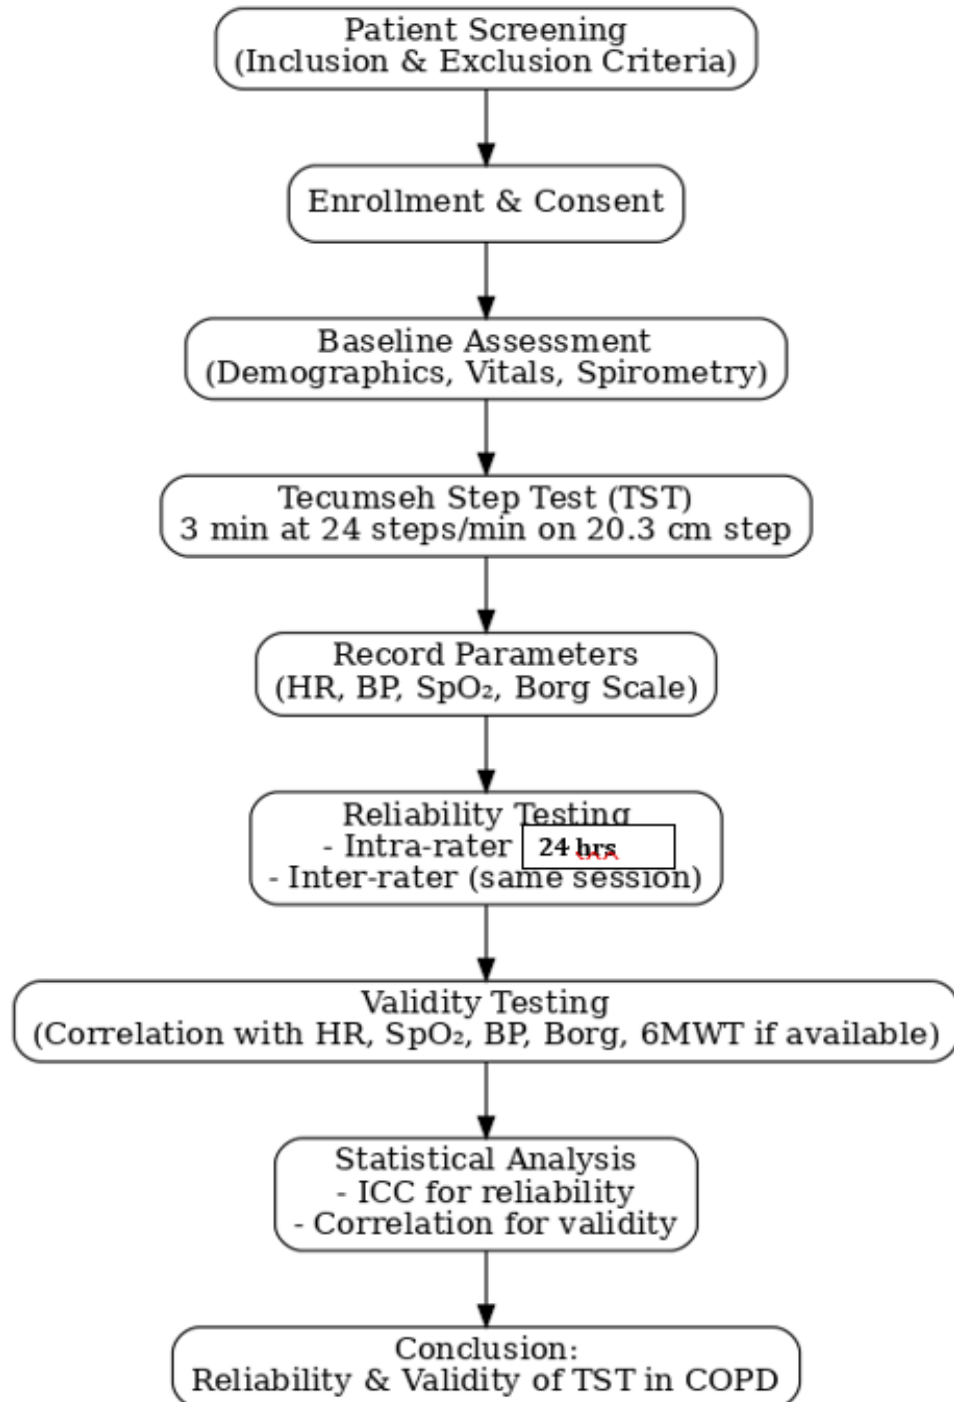 Patient Screening
(Inclusion & Exclusion Criteria)
Enrollment & Consent
Baseline Assessment
(Demographics, Vitals, Spirometry)
Tecumseh Step Test (TST)
3 min at 24 steps/min on 20.3 cm step
Record Parameters
(HR, BP, SpO₂, Borg Scale)
Reliability Testing
- Intra-rater 24 hrs
- Inter-rater (same session)
Validity Testing
(Correlation with HR, SpO₂, BP, Borg, 6MWT if available)
Statistical Analysis
- ICC for reliability
- Correlation for validity
Conclusion:
Reliability & Validity of TST in COPD